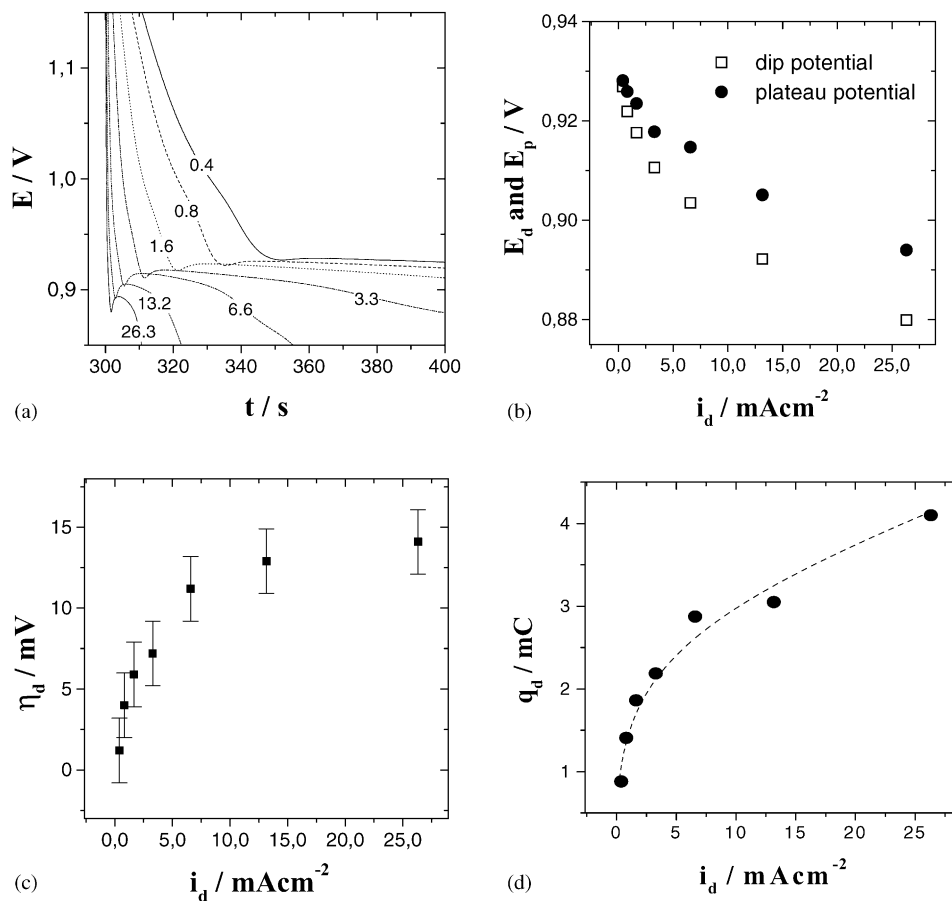 1,1
1,0
0,9
E / V
0.4
0.8
1.6
3.3
6.6
13.2
26.3
300 320 340 360 380 400
t / s
(a)
0,94
0,92
0,90
0,88
E_d and E_p / V
dip potential
plateau potential
0,0 5,0 10,0 15,0 20,0 25,0
i_d / mAcm^-2
(b)
15
10
5
0
η_d / mV
0,0 5,0 10,0 15,0 20,0 25,0
i_d / mAcm^-2
(c)
4
3
2
1
q_d / mC
0 5 10 15 20 25
i_d / mAcm^-2
(d)